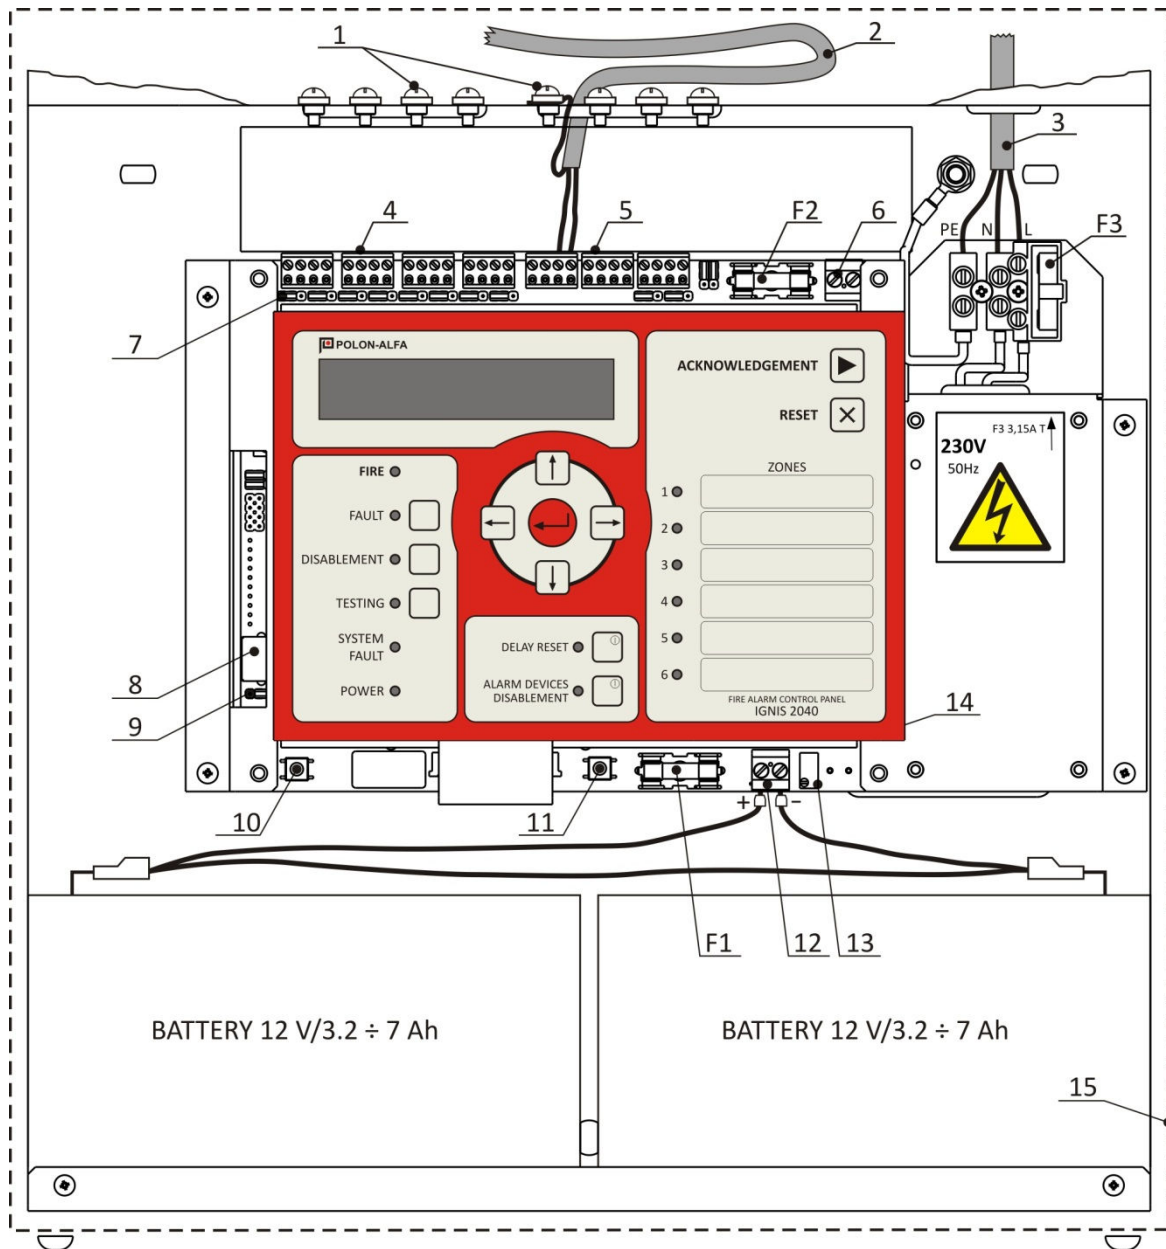 1
2
3
4
5
F2
6
PE
N
L
F3
7
POLON-ALFA
ACKNOWLEDGEMENT
RESET
F3 3,15A T
230V
50Hz
ZONES
FIRE
FAULT
DISABLEMENT
TESTING
SYSTEM
FAULT
POWER
1
2
3
4
5
6
DELAY RESET
ALARM DEVICES
DISABLEMENT
FIRE ALARM CONTROL PANEL
IGNIS 2040
8
9
14
10
11
+
−
F1
12
13
BATTERY 12 V/3.2 ÷ 7 Ah
BATTERY 12 V/3.2 ÷ 7 Ah
15